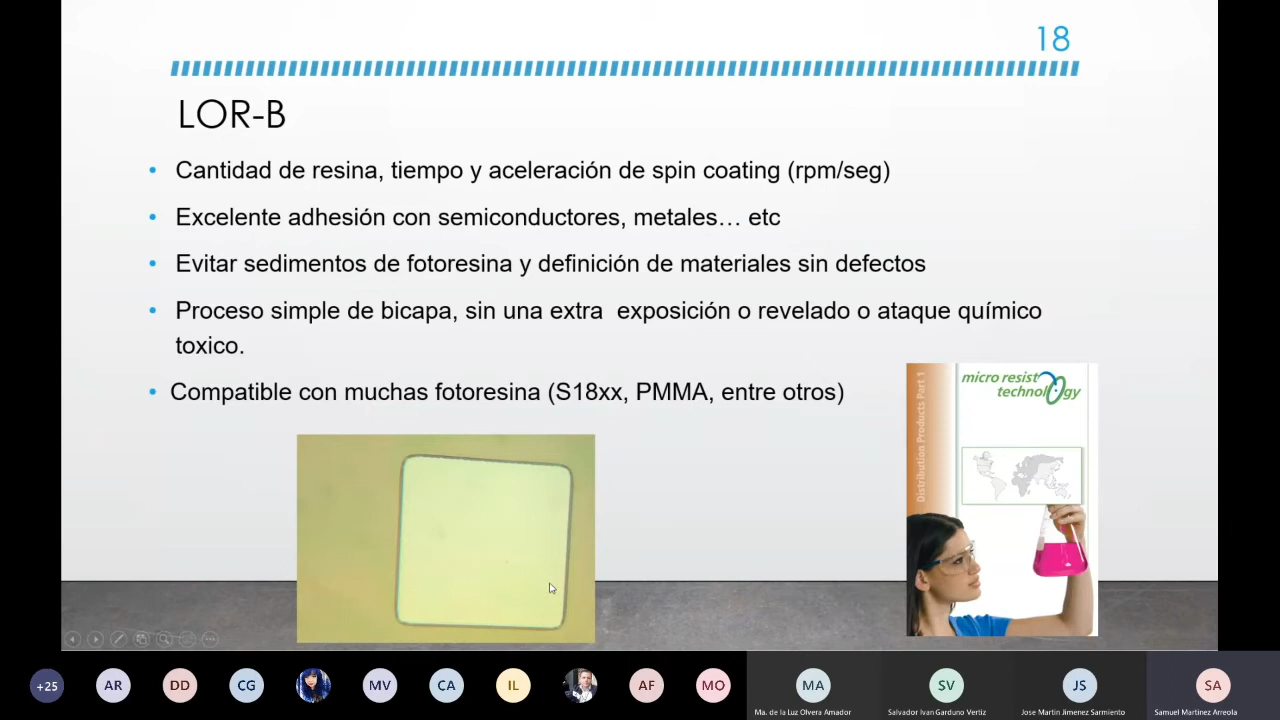 18
LOR-B
• Cantidad de resina, tiempo y aceleración de spin coating (rpm/seg)
• Excelente adhesión con semiconductores, metales… etc
• Evitar sedimentos de fotoresina y definición de materiales sin defectos
• Proceso simple de bicapa, sin una extra  exposición o revelado o ataque químico
toxico.
• Compatible con muchas fotoresina (S18xx, PMMA, entre otros)
Distribution Products Part 1
micro resist
technology
+25
AR
DD
CG
MV
CA
IL
AF
MO
MA
Ma. de la Luz Olvera Amador
SV
Salvador Ivan Garduno Vertiz
JS
Jose Martin Jimenez Sarmiento
SA
Samuel Martinez Arreola